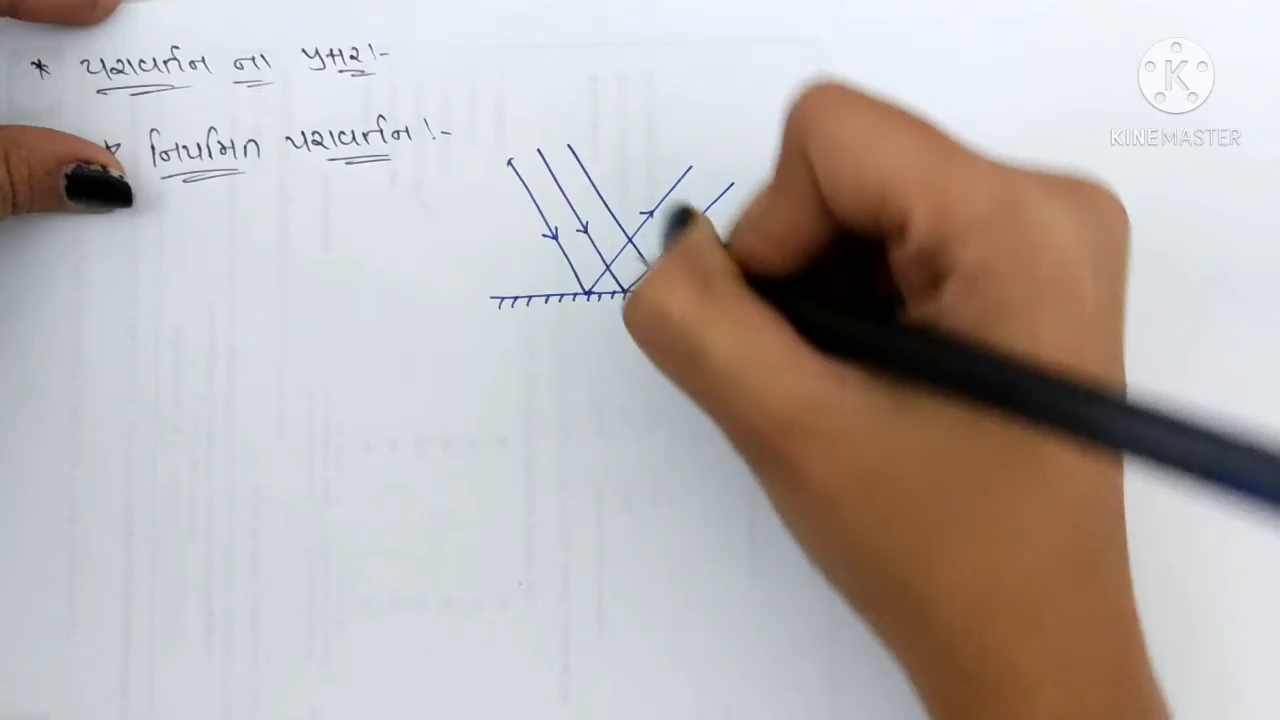 * પરાવર્તન ના પ્રકાર :-
* નિયમિત પરાવર્તન :-
K
KINEMASTER